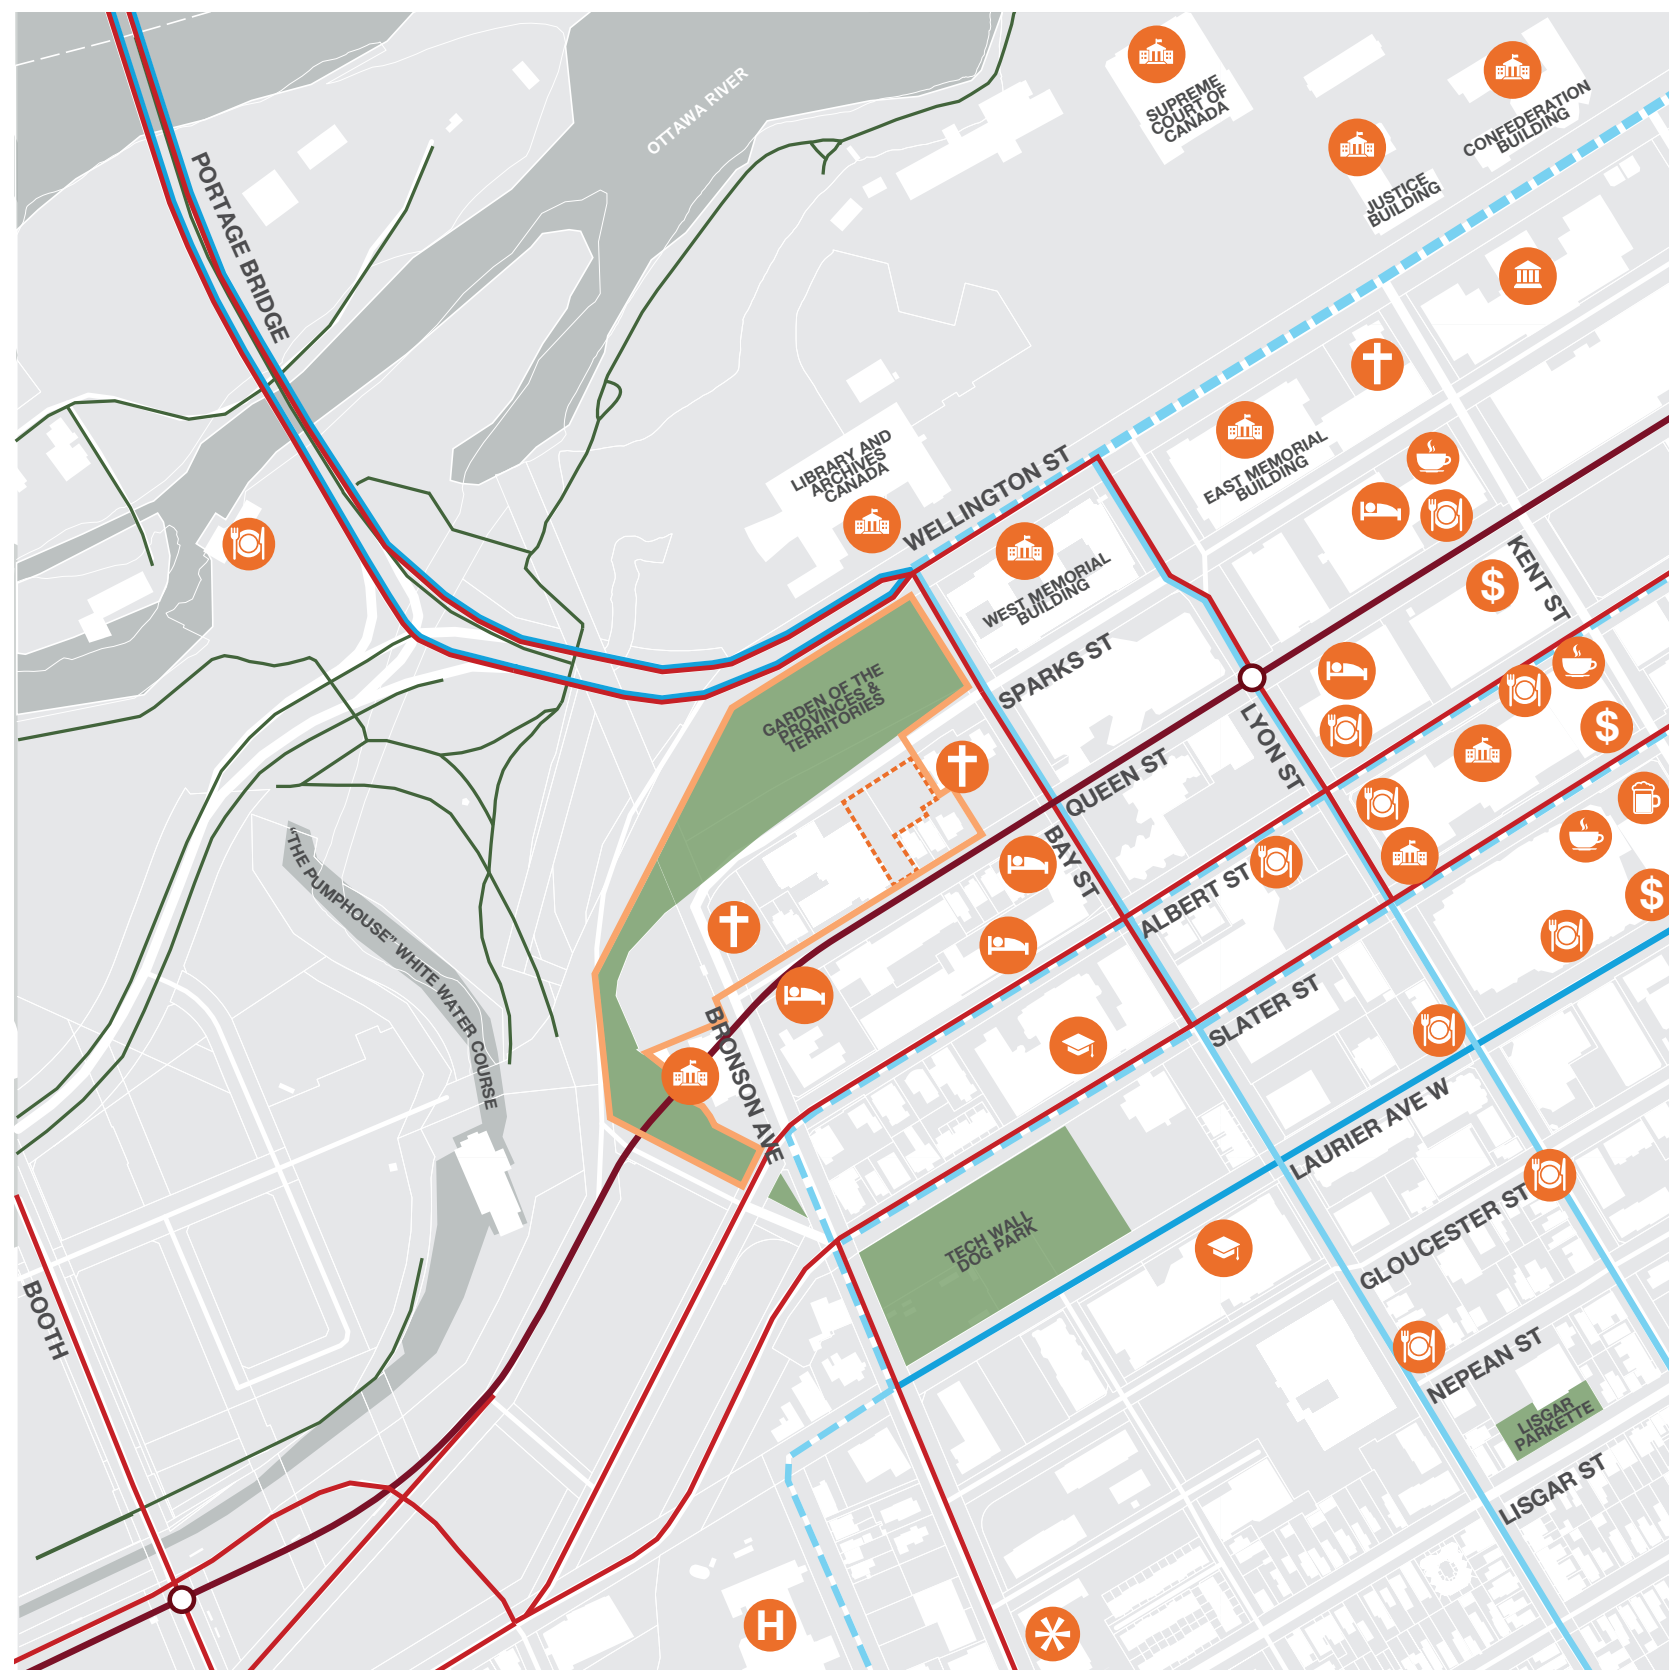 SUPREME
COURT OF
CANADA
CONFEDERATION
BUILDING
JUSTICE
BUILDING
OTTAWA RIVER
PORTAGE BRIDGE
LIBRARY AND
ARCHIVES
CANADA
WELLINGTON ST
EAST MEMORIAL
BUILDING
WEST MEMORIAL
BUILDING
KENT ST
$
SPARKS ST
GARDEN OF THE
PROVINCES &
TERRITORIES
LYON ST
$
QUEEN ST
BAY ST
ALBERT ST
$
"THE PUMPHOUSE" WHITE WATER COURSE
BRONSON AVE
SLATER ST
LAURIER AVE W
TECH WALL
DOG PARK
GLOUCESTER ST
BOOTH
NEPEAN ST
LISGAR
PARKETTE
LISGAR ST
H